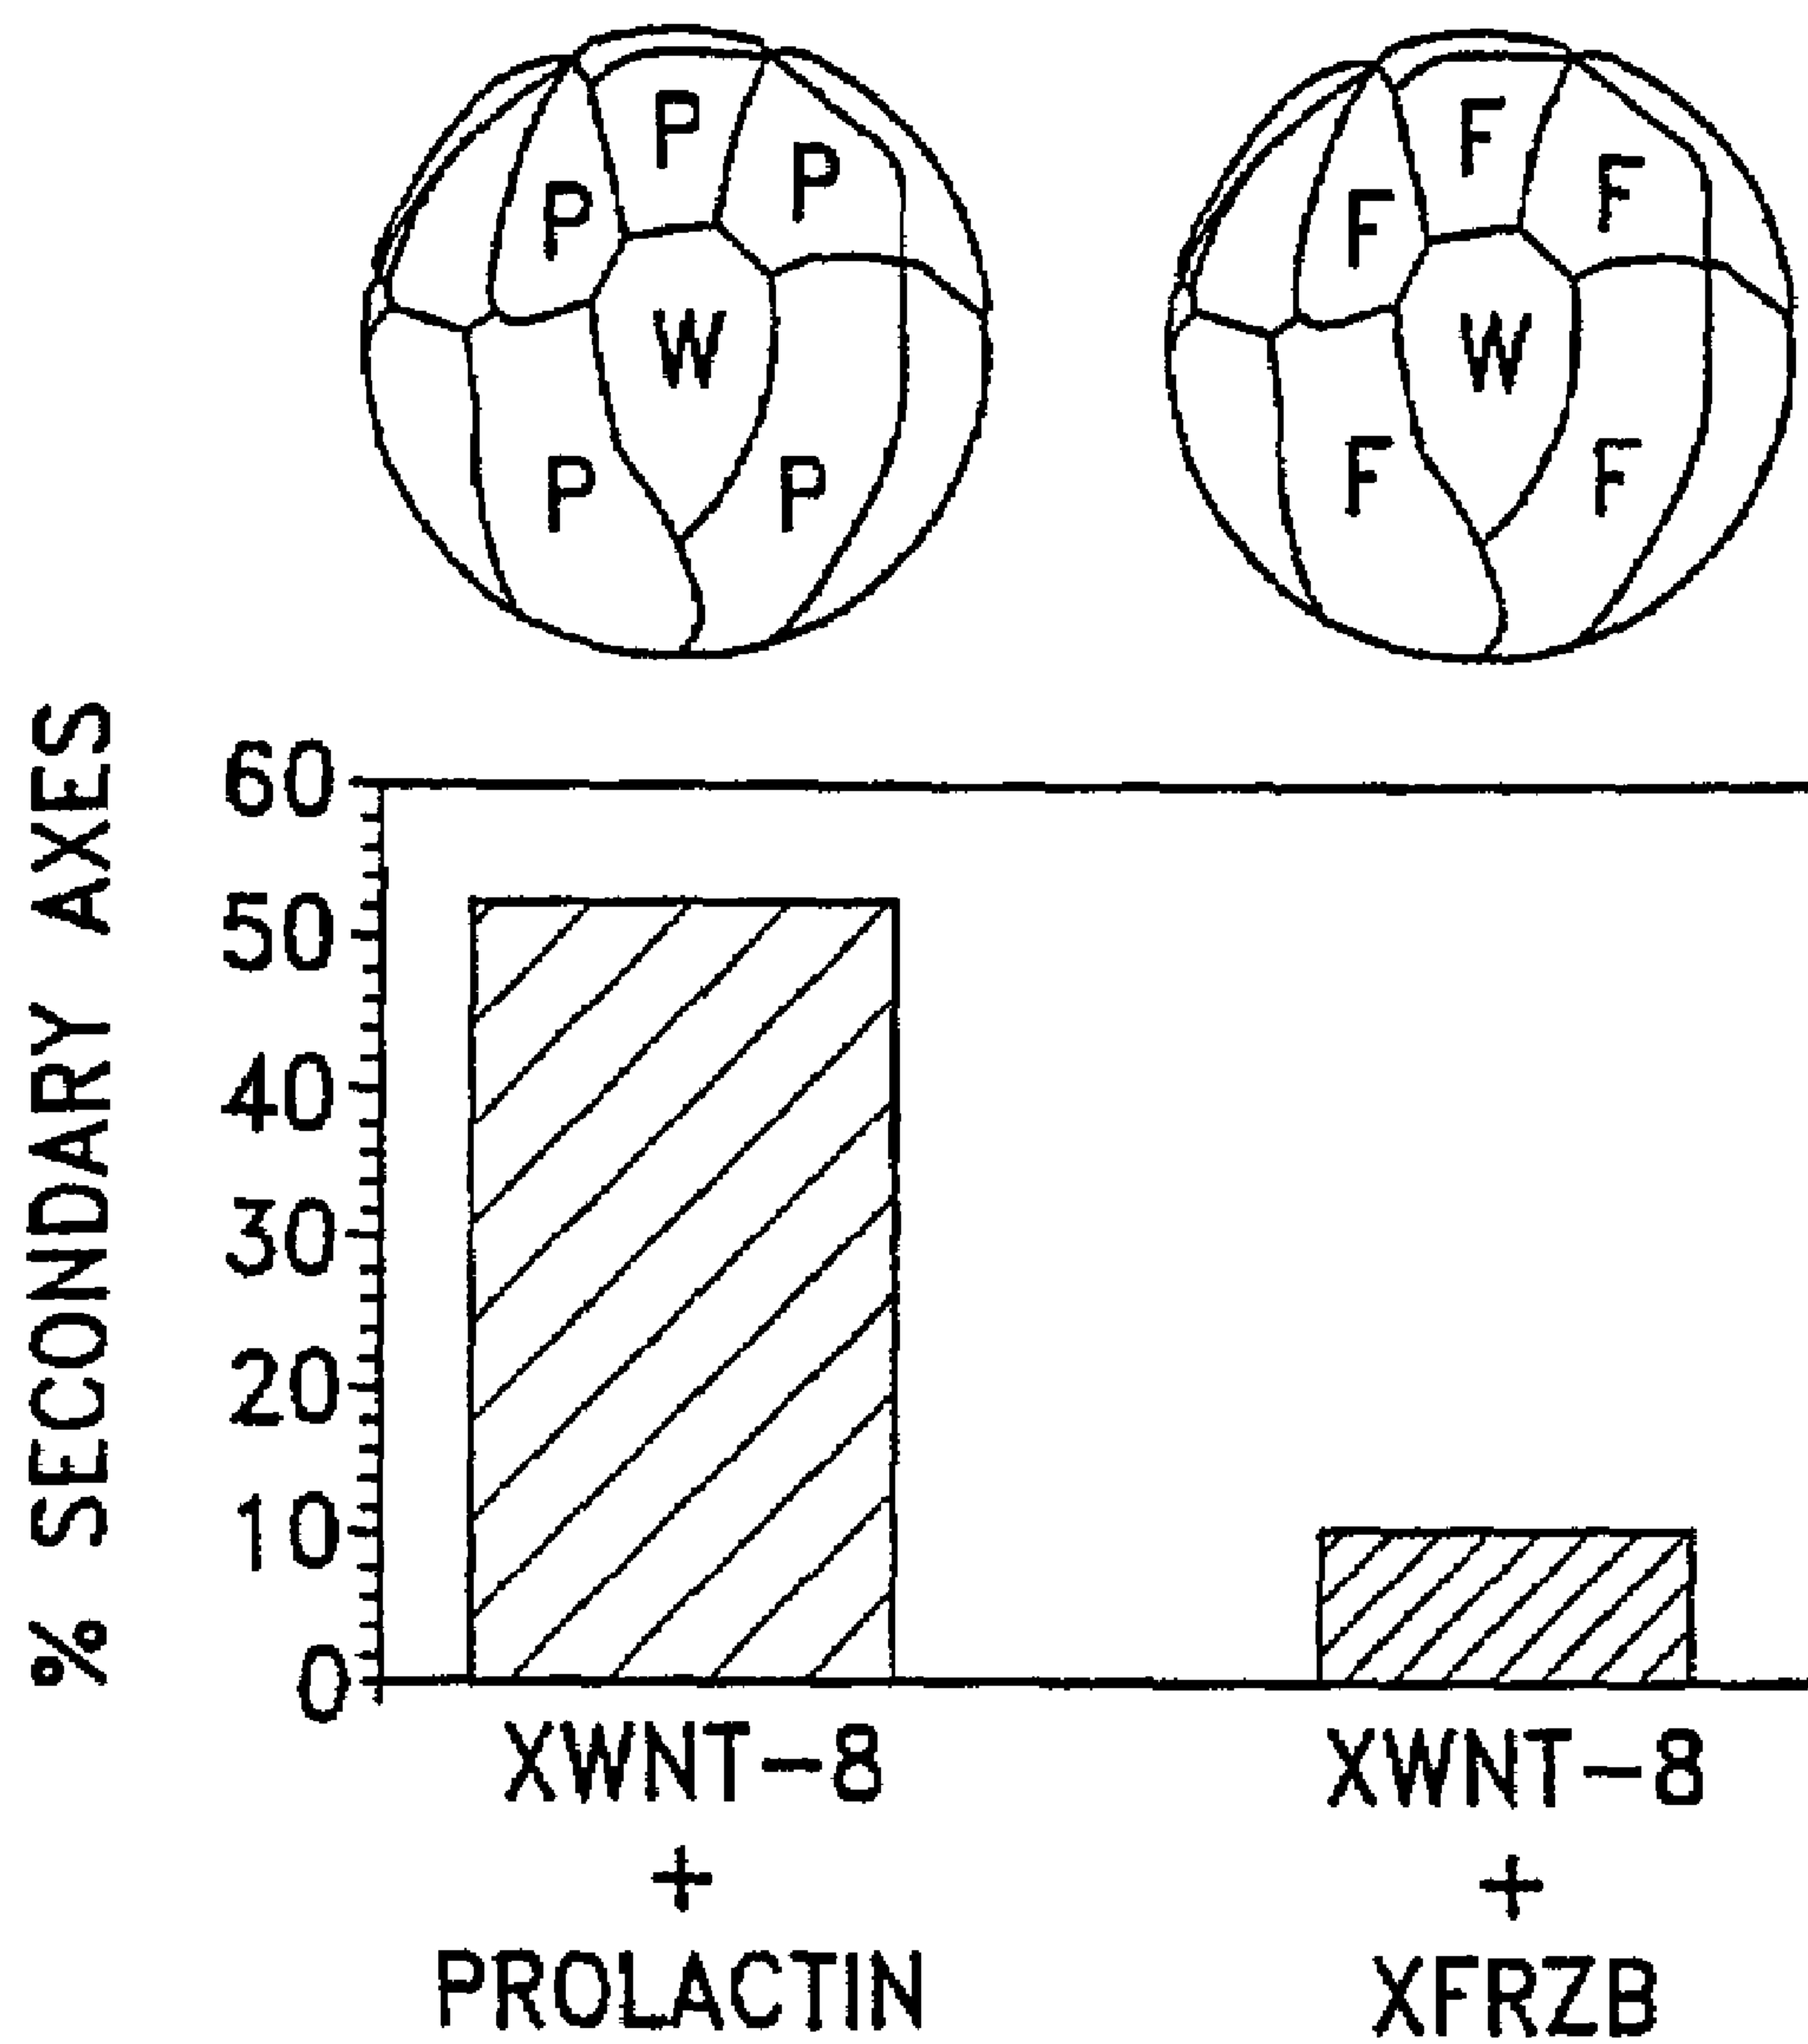 P
P
P
W
P
P
F
F
F
W
F
F
% SECONDARY AXES
60
50
40
30
20
10
0
XWNT-8
+
PROLACTIN
XWNT-8
+
XFRZB